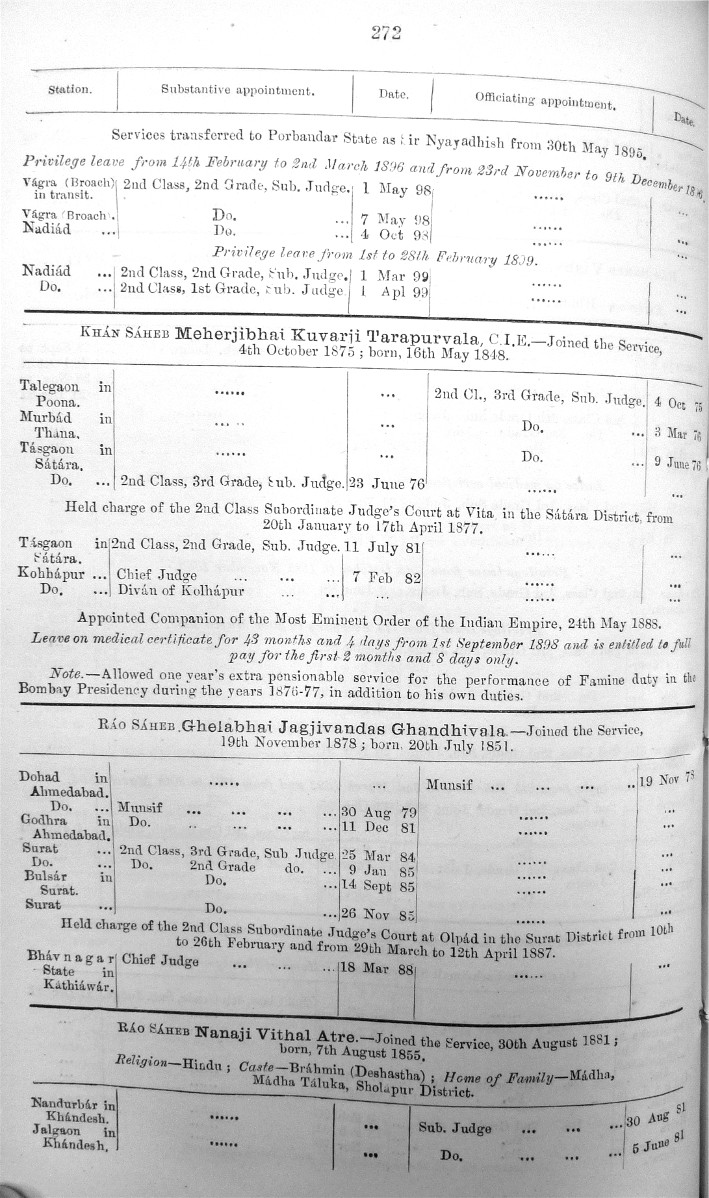 272
Station. Substantive appointment. Date. Officiating appointment. Date.
Services transferred to Porbandar State as Sir Nyayadhish from 30th May 1895.
Privilege leave from 14th February to 2nd March 1896 and from 23rd November to 9th December
Vágra (Broach) 2nd Class, 2nd Grade, Sub. Judge. 1 May 98 ...... ...
in transit.
Vágra (Broach). Do. ... 7 May 98 ...... ...
Nadiád ... Do. ... 4 Oct 98 ...... ...
Privilege leave from 1st to 28th February 1899.
Nadiád ... 2nd Class, 2nd Grade, Sub. Judge. 1 Mar 99 ...... ...
Do. ... 2nd Class, 1st Grade, Sub. Judge 1 Apl 99 ...... ...
KHÁN SÁHEB Meherjibhai Kuvarji Tarapurvala, C.I.E.—Joined the Service,
4th October 1875 ; born, 16th May 1848.
Talegaon in ...... ... 2nd Cl., 3rd Grade, Sub. Judge. 4 Oct 75
Poona.
Murbád in ...... ... Do. ... 3 Mar 76
Thana.
Tásgaon in ...... ... Do. ... 9 June 76
Sátára.
Do. ... 2nd Class, 3rd Grade, Sub. Judge. 23 June 76 ...... ...
Held charge of the 2nd Class Subordinate Judge's Court at Vita, in the Sátára District, from
20th January to 17th April 1877.
Tásgaon in 2nd Class, 2nd Grade, Sub. Judge. 11 July 81 ...... ...
Sátára.
Kohhápur ... Chief Judge ... ... ... 7 Feb 82 ...... ...
Do. ... Diván of Kolhápur ... ... ... ...... ...
Appointed Companion of the Most Eminent Order of the Indian Empire, 24th May 1888.
Leave on medical certificate for 43 months and 4 days from 1st September 1898 and is entitled to full
pay for the first 2 months and 8 days only.
Note.—Allowed one year's extra pensionable service for the performance of Famine duty in the
Bombay Presidency during the years 1876-77, in addition to his own duties.
RÁO SÁHEB Ghelabhai Jagjivandas Ghandhivala.—Joined the Service,
19th November 1878 ; born, 20th July 1851.
Dohad in ...... ... Munsif ... ... ... .. 19 Nov 78
Ahmedabad.
Do. ... Munsif ... ... ... ... 30 Aug 79 ...... ...
Godhra in Do. .. ... ... ... 11 Dec 81 ...... ...
Ahmedabad.
Surat ... 2nd Class, 3rd Grade, Sub Judge 25 Mar 84 ...... ...
Do. ... Do. 2nd Grade do. ... 9 Jan 85 ...... ...
Bulsár in Do. ... 14 Sept 85 ...... ...
Surat.
Surat ... Do. ... 26 Nov 85 ...... ...
Held charge of the 2nd Class Subordinate Judge's Court at Olpád in the Surat District from 10th
to 26th February and from 29th March to 12th April 1887.
Bhávnagar Chief Judge ... ... ... 18 Mar 88 ...... ...
State in
Káthiáwár.
RÁO SÁHEB Nanaji Vithal Atre.—Joined the Service, 30th August 1881 ;
born, 7th August 1855.
Religion—Hindu ; Caste—Bráhmin (Deshastha) ; Home of Family—Mádha,
Mádha Táluka, Sholapur District.
Nandurbár in ...... ... Sub. Judge ... ... ... 30 Aug 81
Khándesh.
Jalgaon in ...... ... Do. ... ... ... 5 June 81
Khándesh.